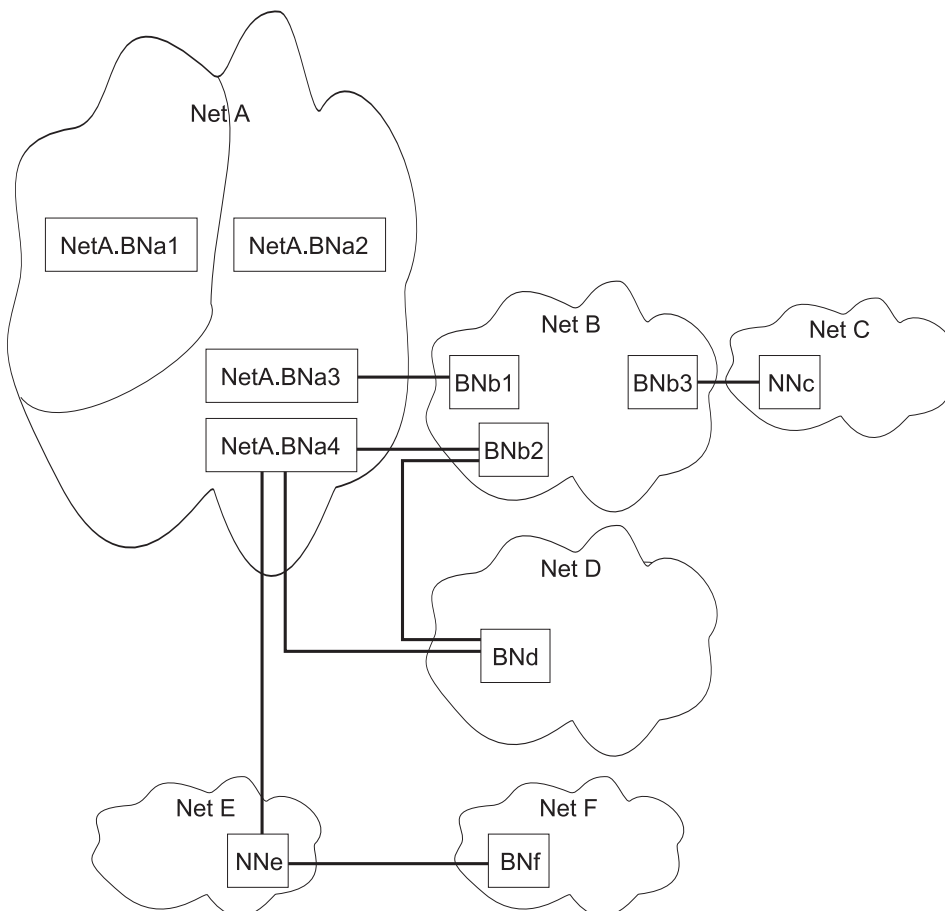 Net A
NetA.BNa1
NetA.BNa2
Net B
Net C
NetA.BNa3
BNb1
BNb3
NNc
NetA.BNa4
BNb2
Net D
BNd
Net E
Net F
NNe
BNf